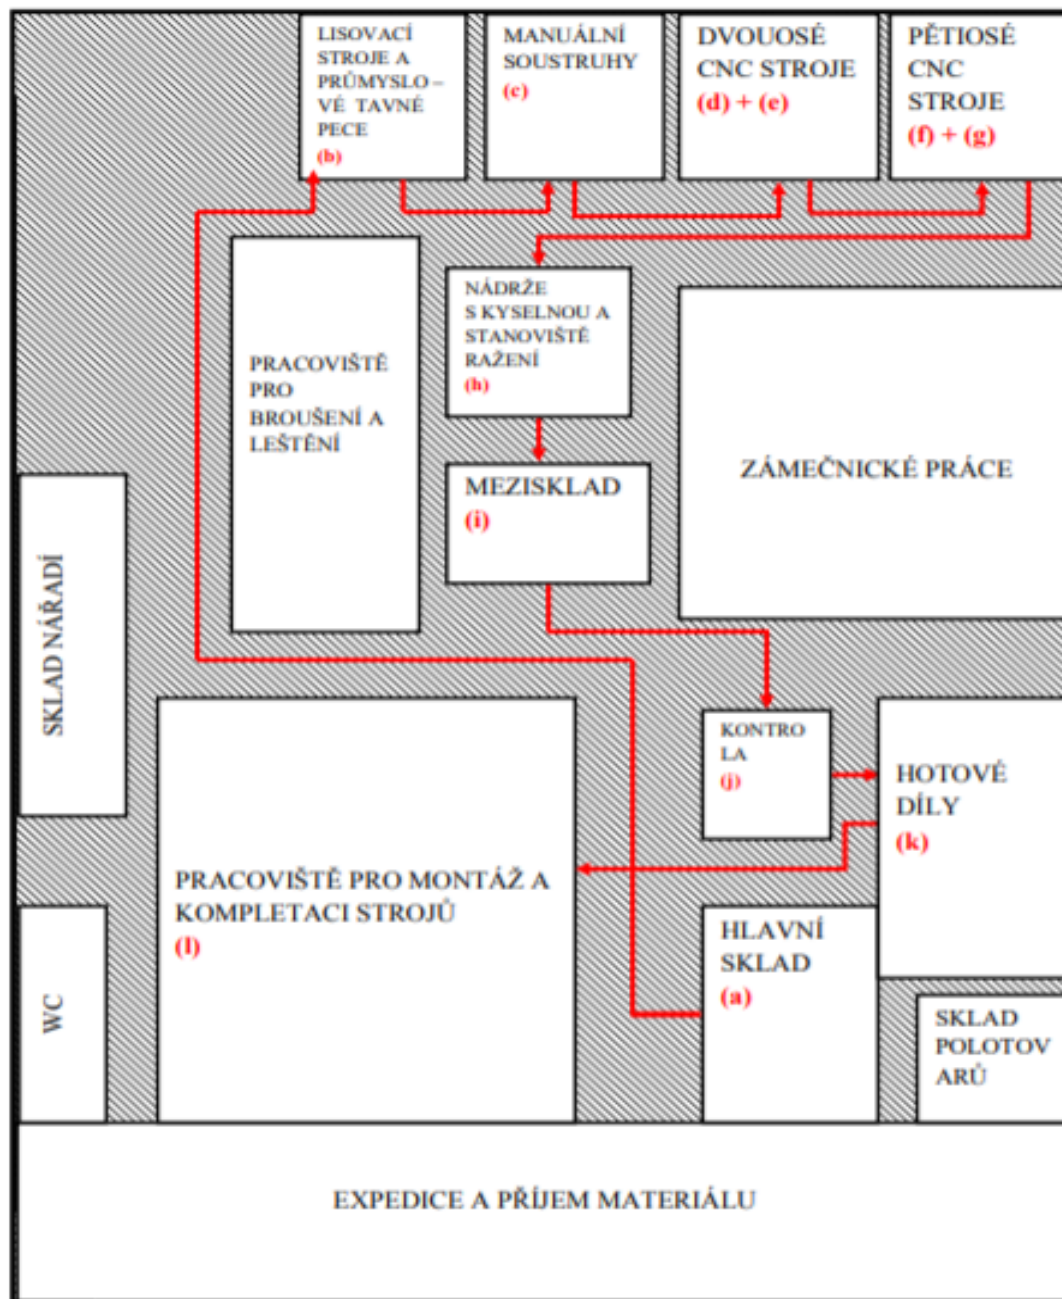 LISOVACÍ
STROJE A
PRŮMYSLO –
VÉ TAVNÉ
PECE
(b)
MANUÁLNÍ
SOUSTRUHY
(c)
DVOUOSÉ
CNC STROJE
(d) + (e)
PĚTIOSÉ
CNC
STROJE
(f) + (g)
NÁDRŽE
S KYSELNOU A
STANOVIŠTĚ
RAŽENÍ
(h)
PRACOVIŠTĚ
PRO
BROUŠENÍ A
LEŠTĚNÍ
ZÁMEČNICKÉ PRÁCE
MEZISKLAD
(i)
SKLAD NÁŘADÍ
KONTRO
LA
(j)
HOTOVÉ
DÍLY
(k)
PRACOVIŠTĚ PRO MONTÁŽ A
KOMPLETACI STROJŮ
(l)
HLAVNÍ
SKLAD
(a)
WC
SKLAD
POLOTOV
ARŮ
EXPEDICE A PŘÍJEM MATERIÁLU